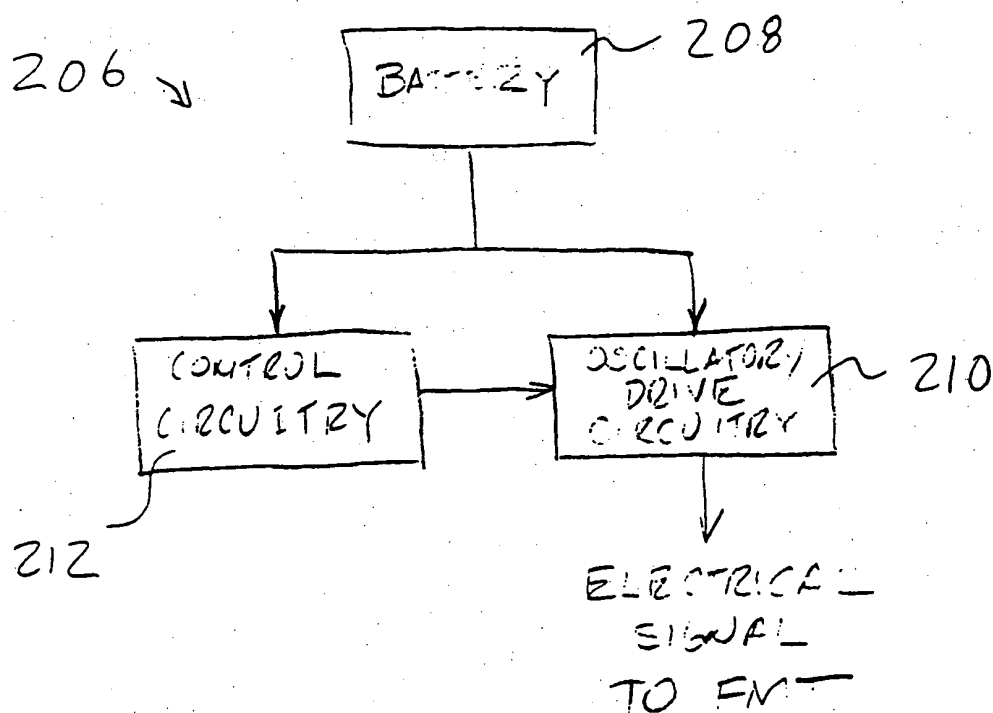 206
BATTERY
208
CONTROL
CIRCUITRY
212
OSCILLATORY
DRIVE
CIRCUITRY
210
ELECTRICAL
SIGNAL
TO FMT